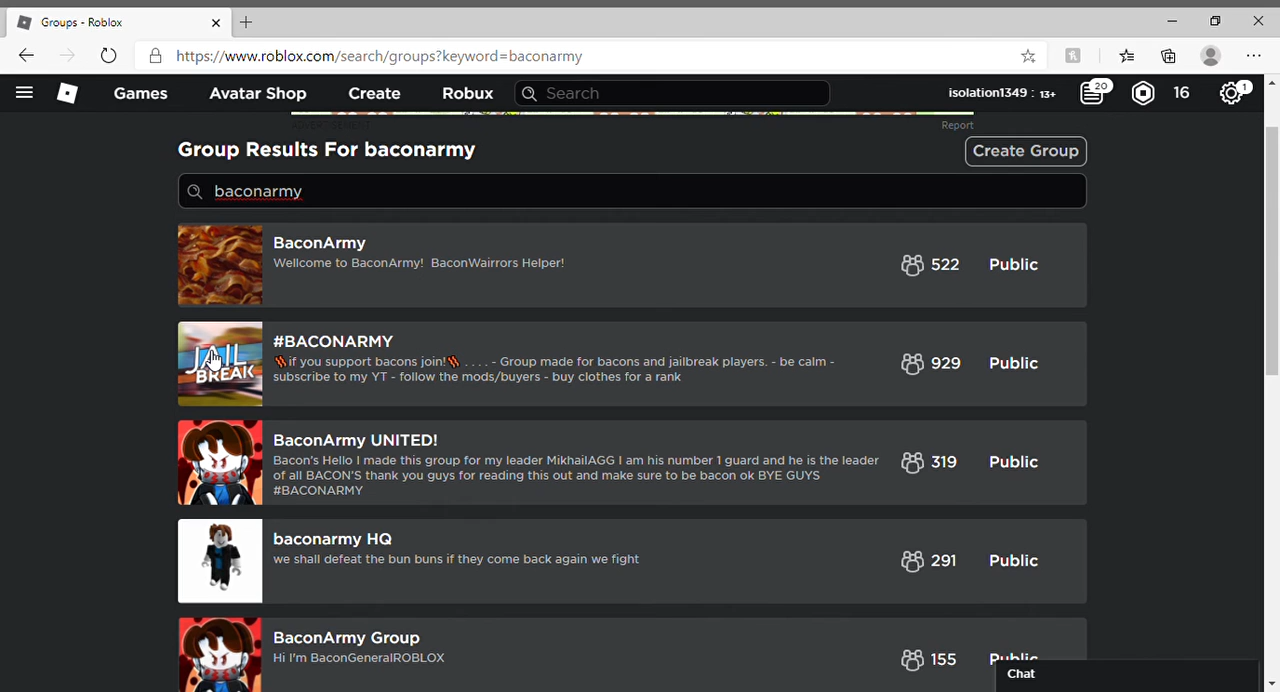 Groups - Roblox
https://www.roblox.com/search/groups?keyword=baconarmy
Games Avatar Shop Create Robux Search isolation1349 : 13+ 20 16 1
ADVERTISEMENT Report
Group Results For baconarmy Create Group
baconarmy
BaconArmy
Wellcome to BaconArmy! BaconWairrors Helper!
522 Public
JAIL
BREAK
#BACONARMY
🥓if you support bacons join!🥓 . . . . - Group made for bacons and jailbreak players. - be calm -
subscribe to my YT - follow the mods/buyers - buy clothes for a rank
929 Public
BaconArmy UNITED!
Bacon's Hello I made this group for my leader MikhailAGG I am his number 1 guard and he is the leader
of all BACON'S thank you guys for reading this out and make sure to be bacon ok BYE GUYS
#BACONARMY
319 Public
baconarmy HQ
we shall defeat the bun buns if they come back again we fight
291 Public
BaconArmy Group
Hi I'm BaconGeneralROBLOX
155 Public
Chat